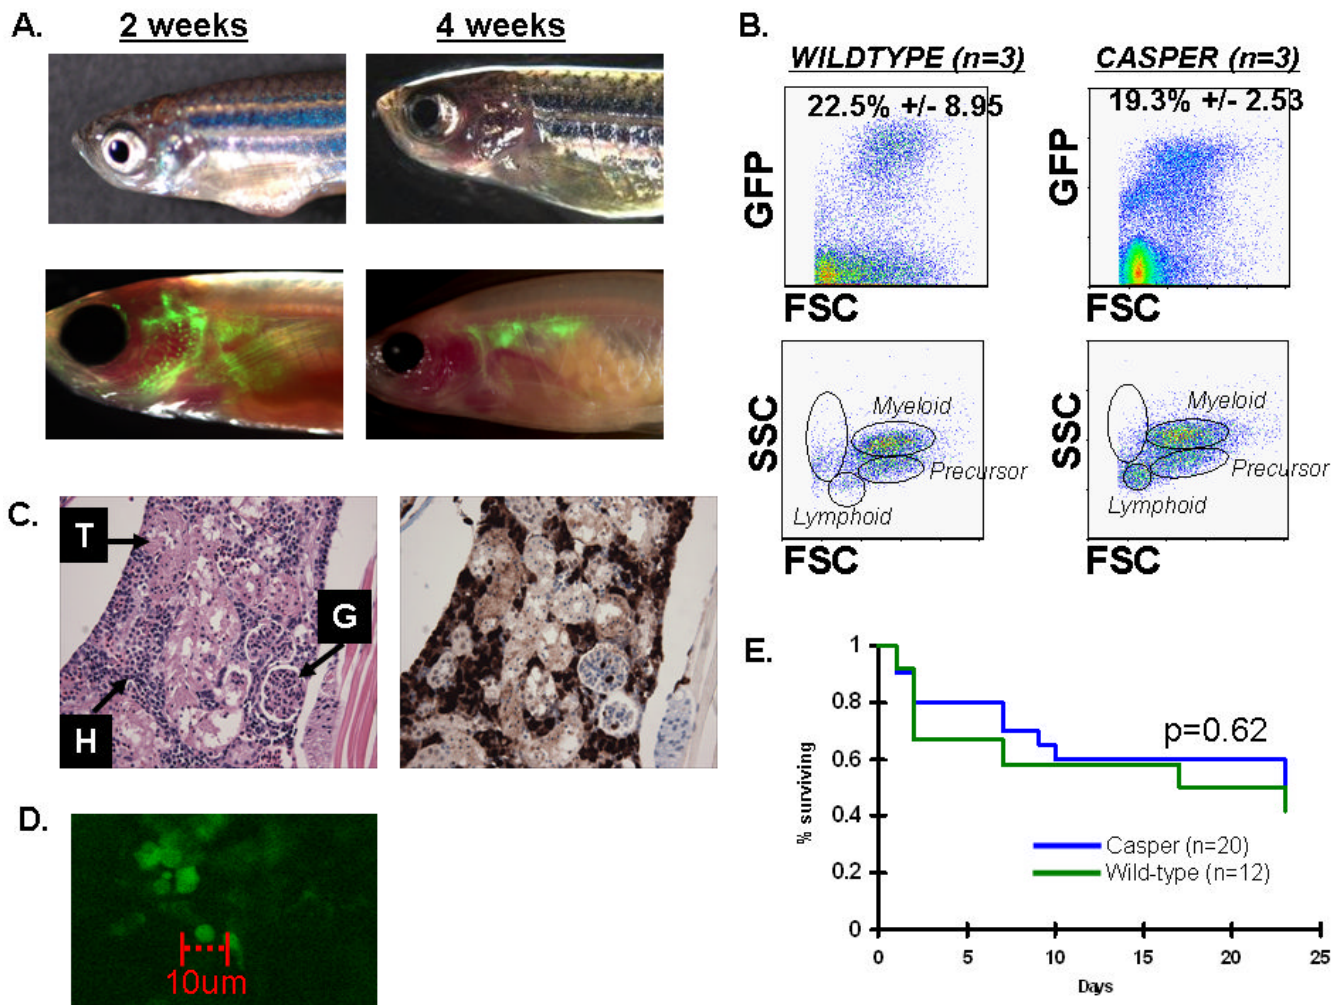 A.
2 weeks
4 weeks
B.
WILDTYPE (n=3)
CASPER (n=3)
22.5% +/- 8.95
19.3% +/- 2.53
GFP
GFP
FSC
FSC
SSC
Myeloid
Precursor
Lymphoid
SSC
Myeloid
Precursor
Lymphoid
FSC
FSC
C.
T
G
H
D.
10um
E.
% surviving
1
0.8
0.6
0.4
0.2
0
p=0.62
Casper (n=20)
Wild-type (n=12)
0
5
10
15
20
25
Days